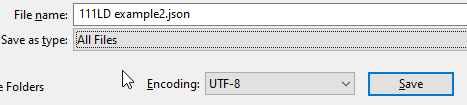 File name: 111LD example2.json
Save as type: All Files
e Folders Encoding: UTF-8 Save